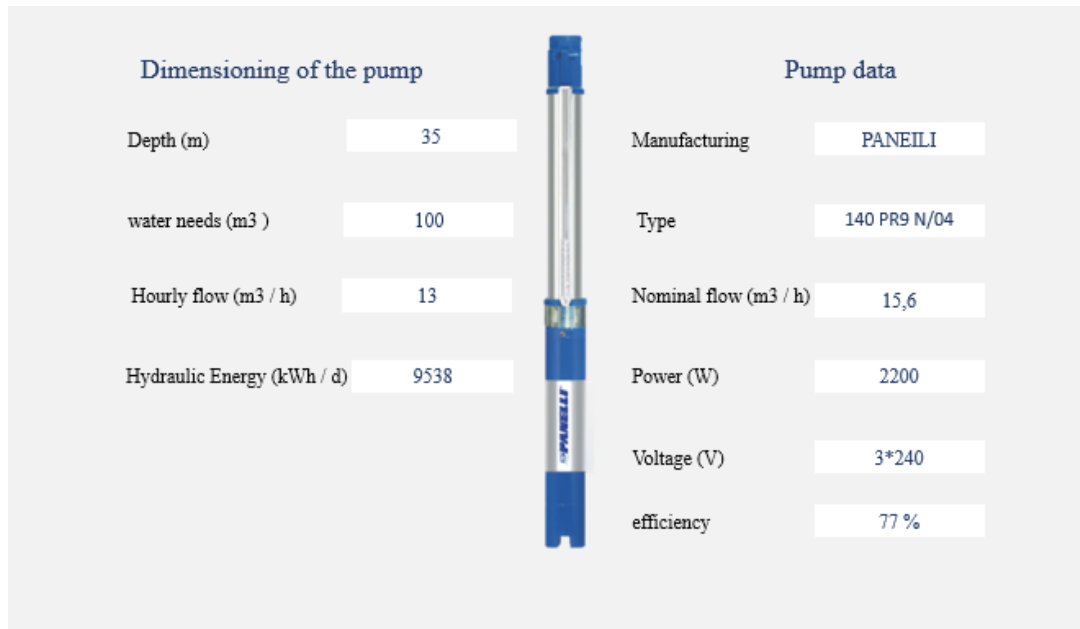 Dimensioning of the pump
Pump data
Depth (m)
35
Manufacturing
PANEILI
water needs (m3 )
100
Type
140 PR9 N/04
Hourly flow (m3 / h)
13
Nominal flow (m3 / h)
15,6
Hydraulic Energy (kWh / d)
9538
Power (W)
2200
PANELLI
Voltage (V)
3*240
efficiency
77 %